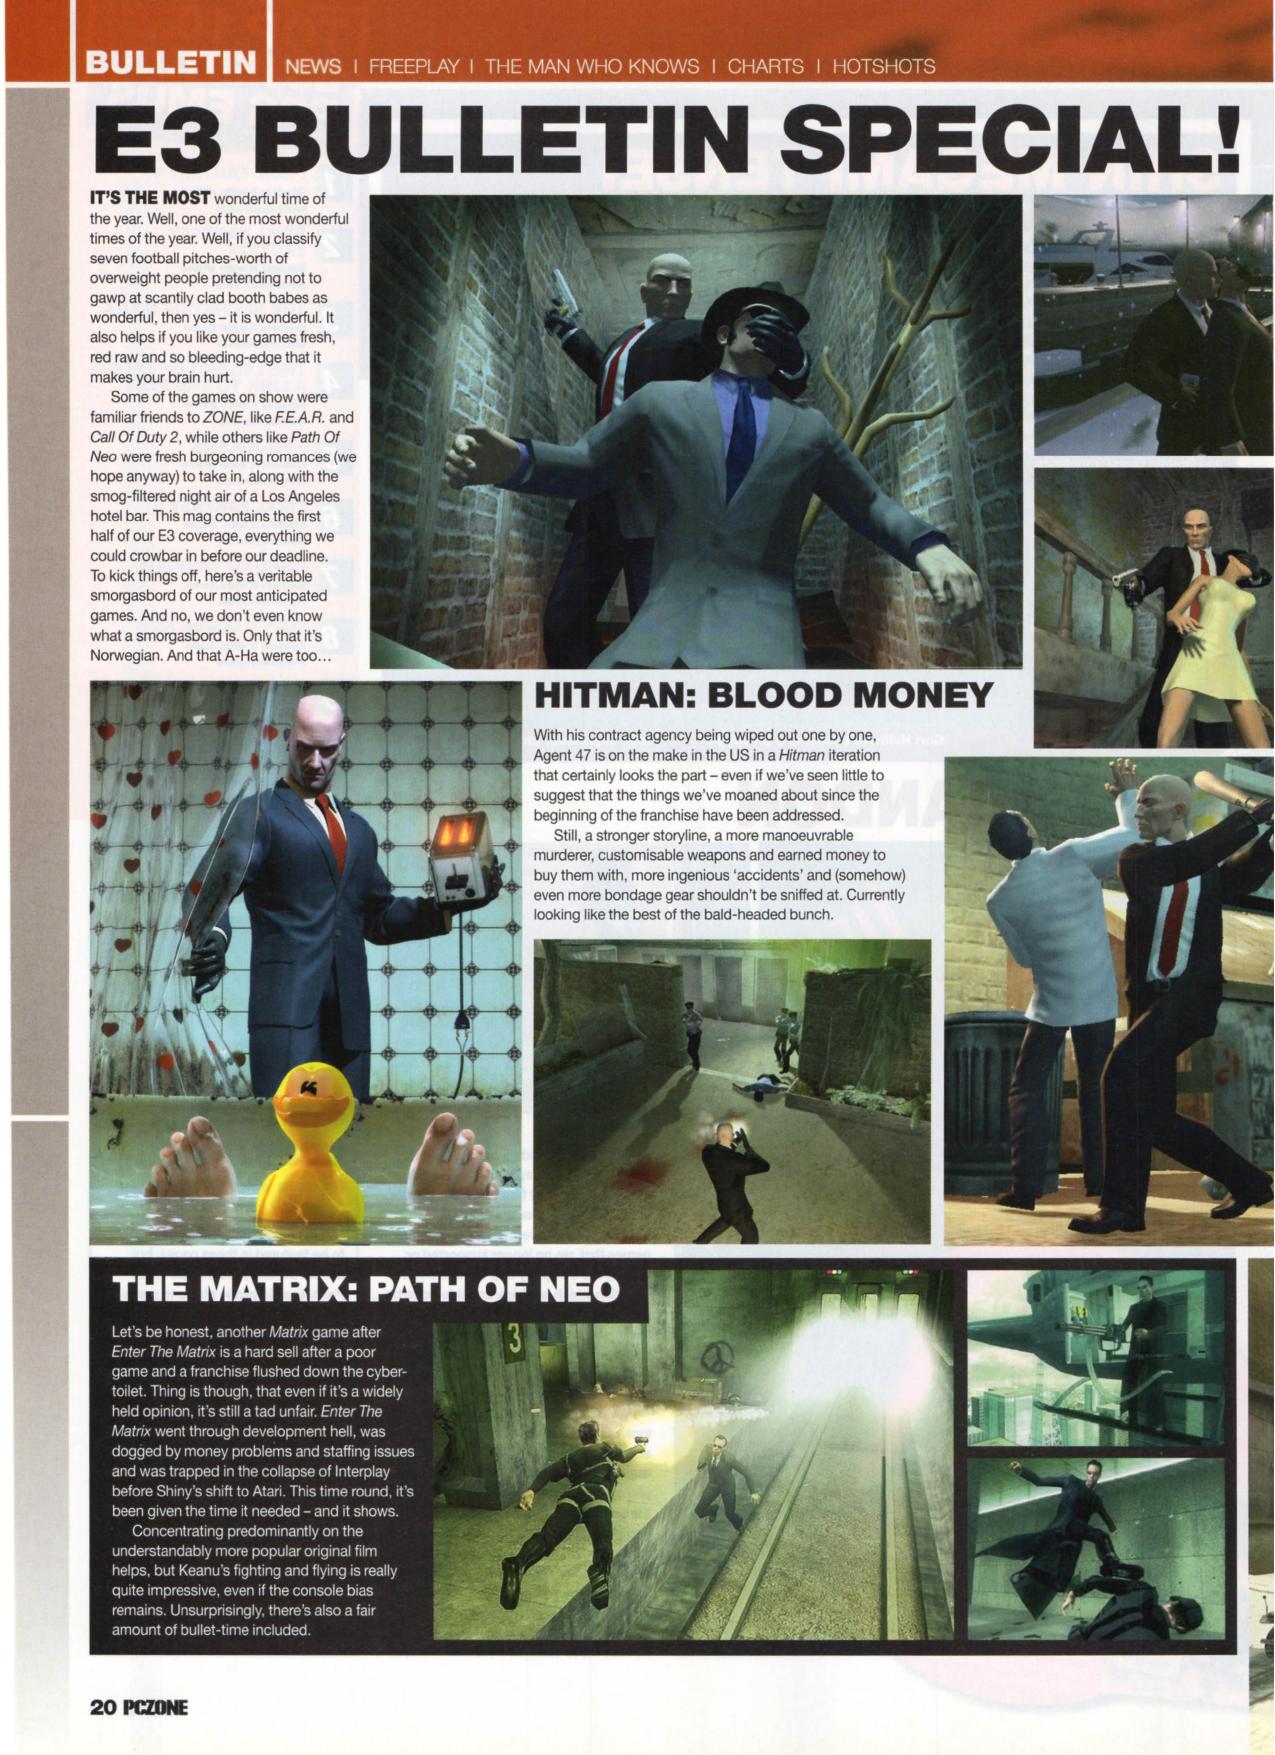 BULLETIN NEWS | FREEPLAY | THE MAN WHO KNOWS | CHARTS | HOTSHOTS
E3 BULLETIN SPECIAL!
IT'S THE MOST wonderful time of
the year. Well, one of the most wonderful
times of the year. Well, if you classify
seven football pitches-worth of
overweight people pretending not to
gawp at scantily clad booth babes as
wonderful, then yes – it is wonderful. It
also helps if you like your games fresh,
red raw and so bleeding-edge that it
makes your brain hurt.
Some of the games on show were
familiar friends to ZONE, like F.E.A.R. and
Call Of Duty 2, while others like Path Of
Neo were fresh burgeoning romances (we
hope anyway) to take in, along with the
smog-filtered night air of a Los Angeles
hotel bar. This mag contains the first
half of our E3 coverage, everything we
could crowbar in before our deadline.
To kick things off, here's a veritable
smorgasbord of our most anticipated
games. And no, we don't even know
what a smorgasbord is. Only that it's
Norwegian. And that A-Ha were too...
HITMAN: BLOOD MONEY
With his contract agency being wiped out one by one,
Agent 47 is on the make in the US in a Hitman iteration
that certainly looks the part – even if we've seen little to
suggest that the things we've moaned about since the
beginning of the franchise have been addressed.
Still, a stronger storyline, a more manoeuvrable
murderer, customisable weapons and earned money to
buy them with, more ingenious 'accidents' and (somehow)
even more bondage gear shouldn't be sniffed at. Currently
looking like the best of the bald-headed bunch.
THE MATRIX: PATH OF NEO
Let's be honest, another Matrix game after
Enter The Matrix is a hard sell after a poor
game and a franchise flushed down the cyber-
toilet. Thing is though, that even if it's a widely
held opinion, it's still a tad unfair. Enter The
Matrix went through development hell, was
dogged by money problems and staffing issues
and was trapped in the collapse of Interplay
before Shiny's shift to Atari. This time round, it's
been given the time it needed – and it shows.
Concentrating predominantly on the
understandably more popular original film
helps, but Keanu's fighting and flying is really
quite impressive, even if the console bias
remains. Unsurprisingly, there's also a fair
amount of bullet-time included.
3
20 PCZONE